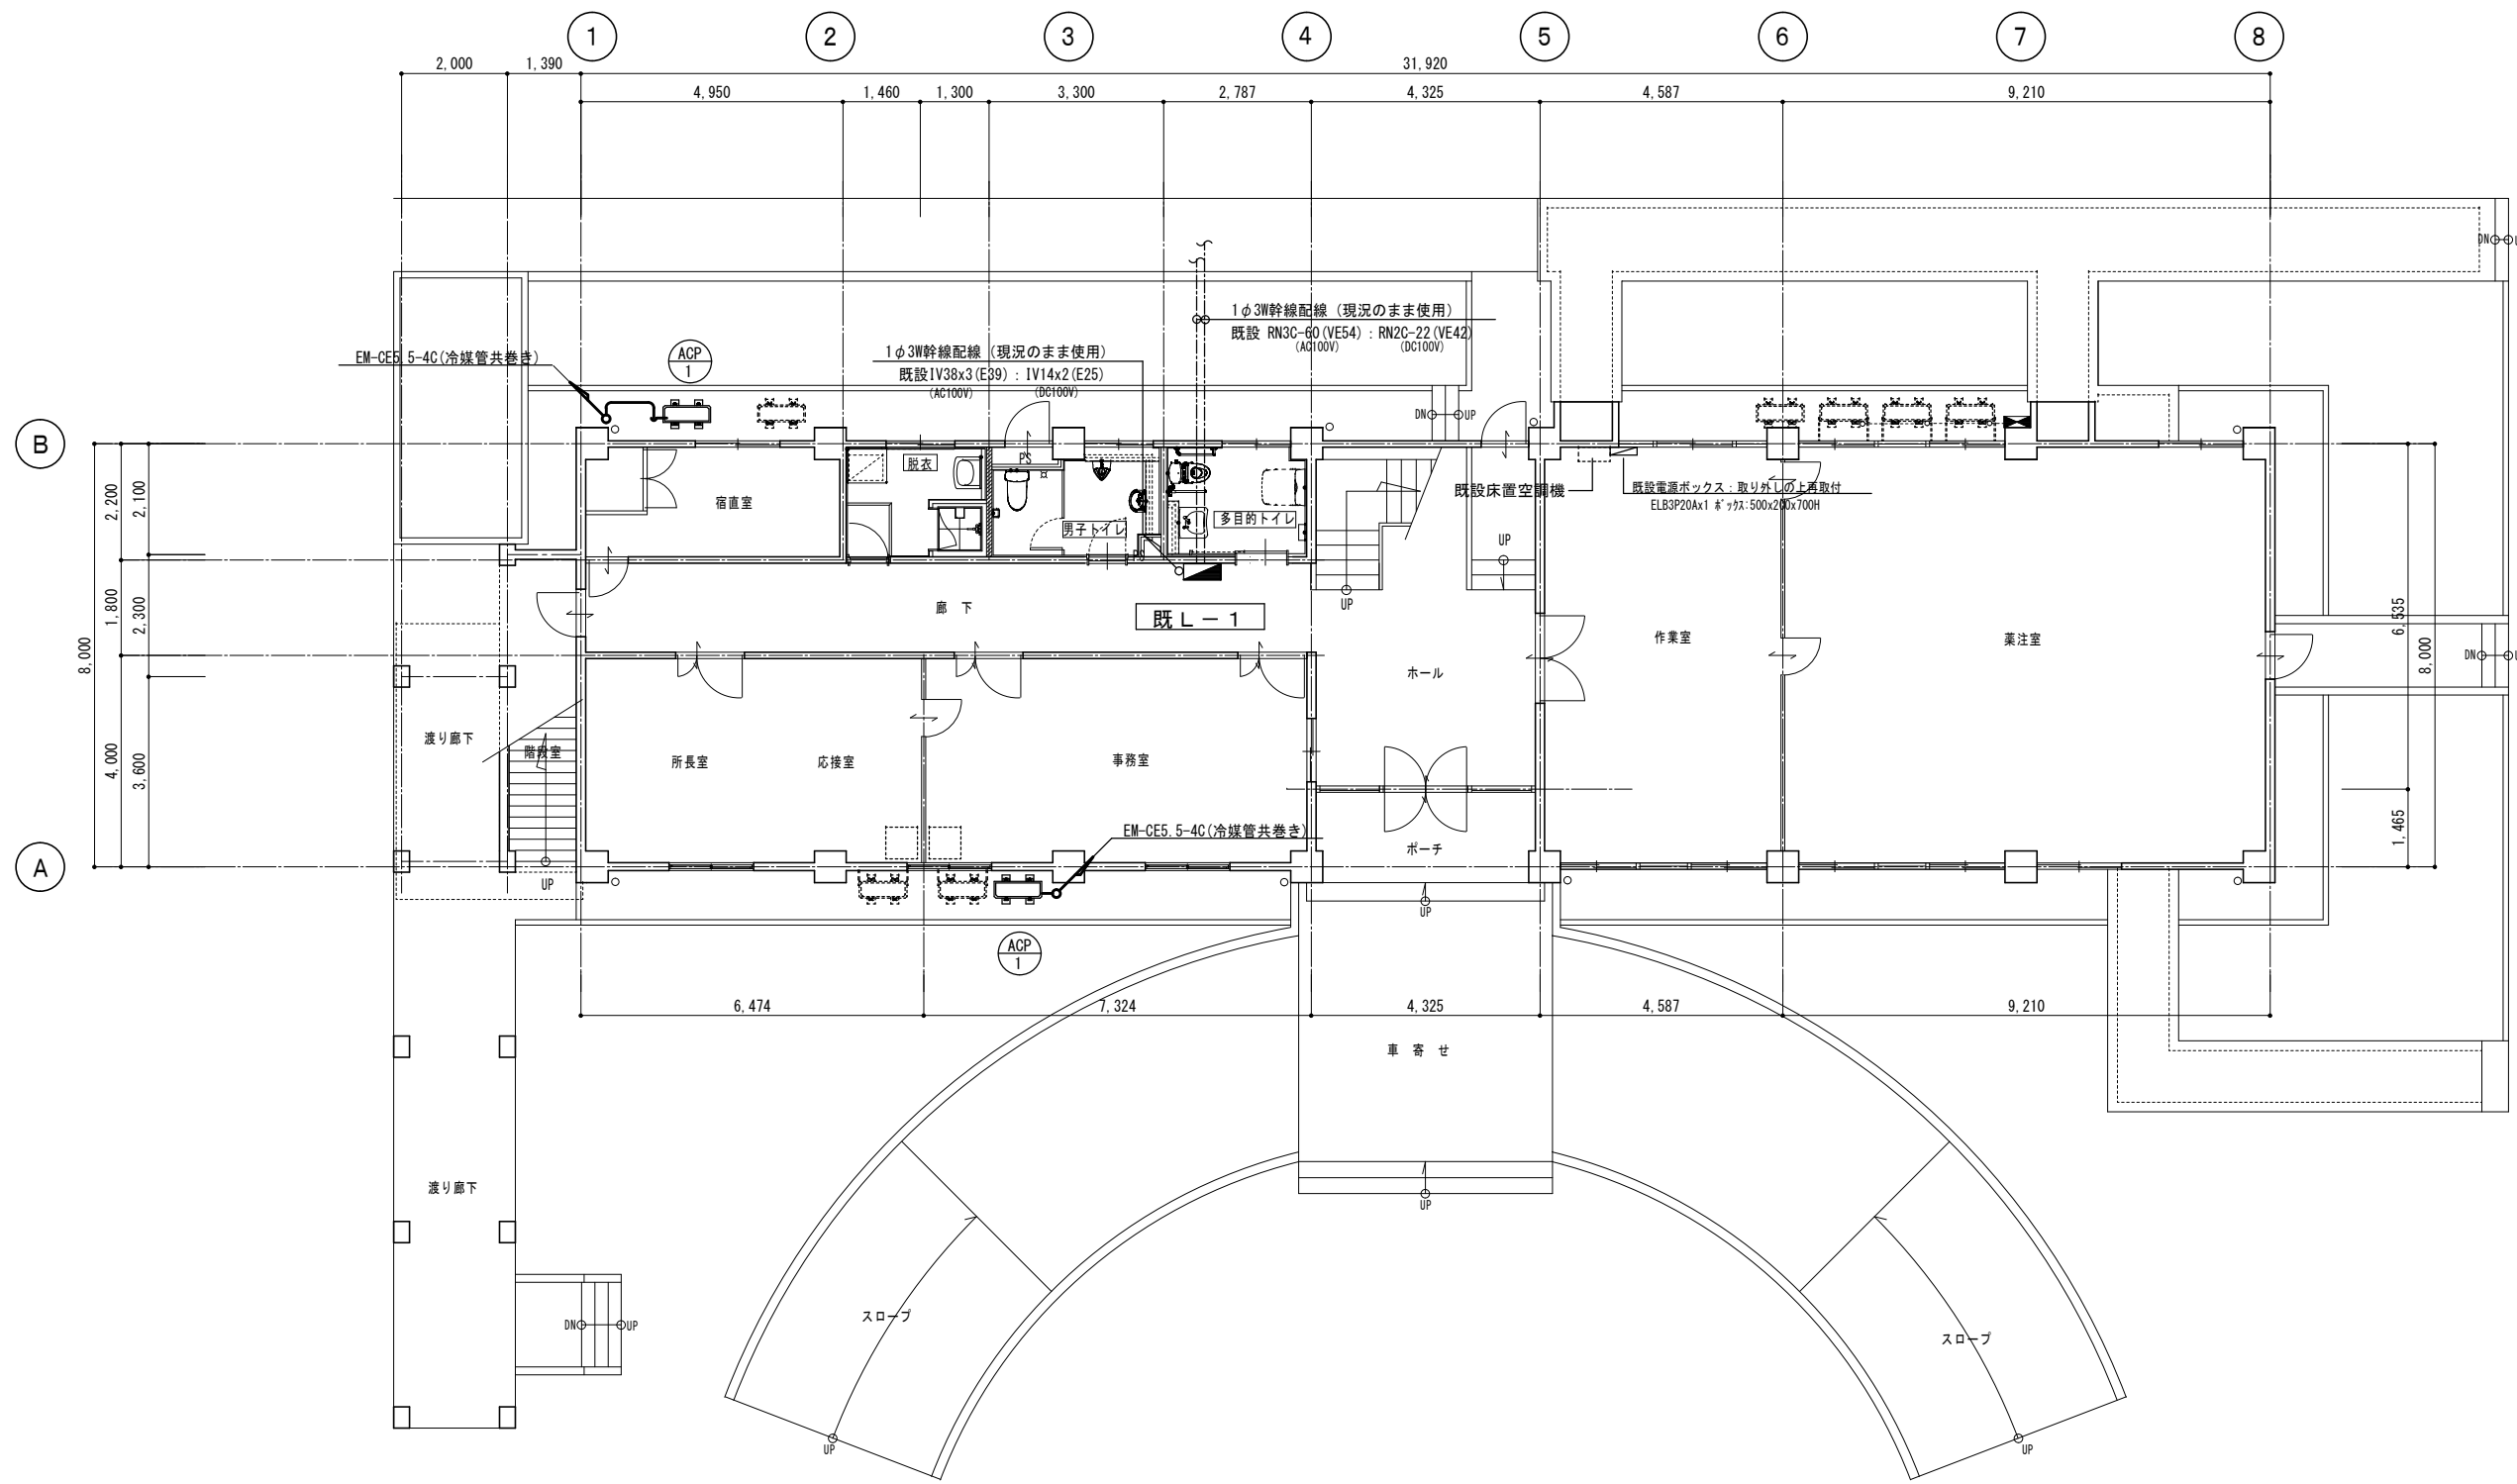 1 2 3 4 5 6 7 8
2,000 1,390 31,920
4,950 1,460 1,300 3,300 2,787 4,325 4,587 9,210
DN
1φ3W幹線配線（現況のまま使用）
既設 RN3C-60(VE54) : RN2C-22(VE42)
(AC100V) (DC100V)
EM-CE5.5-4C(冷媒管共巻き)
ACP
1
1φ3W幹線配線（現況のまま使用）
既設IV38x3(E39) : IV14x2(E25)
(AC100V) (DC100V)
DN UP
B
2,200
2,100
1,800
2,300
8,000
4,000
3,600
脱衣
PS
宿直室
男子トイレ
多目的トイレ
PS
既設床置空調機
既設電源ボックス：取り外しの上再取付
ELB3P20Ax1 ﾎﾞｯｸｽ:500x200x700H
UP
UP
廊 下
既L－1
ホール
作業室
薬注室
6,535
8,000
1,465
DN
渡り廊下
階段室
所長室
応接室
事務室
EM-CE5.5-4C(冷媒管共巻き)
ポーチ
A
UP
UP
ACP
1
6,474 7,324 4,325 4,587 9,210
車 寄 せ
渡り廊下
UP
スロープ
スロープ
DN UP
UP
UP